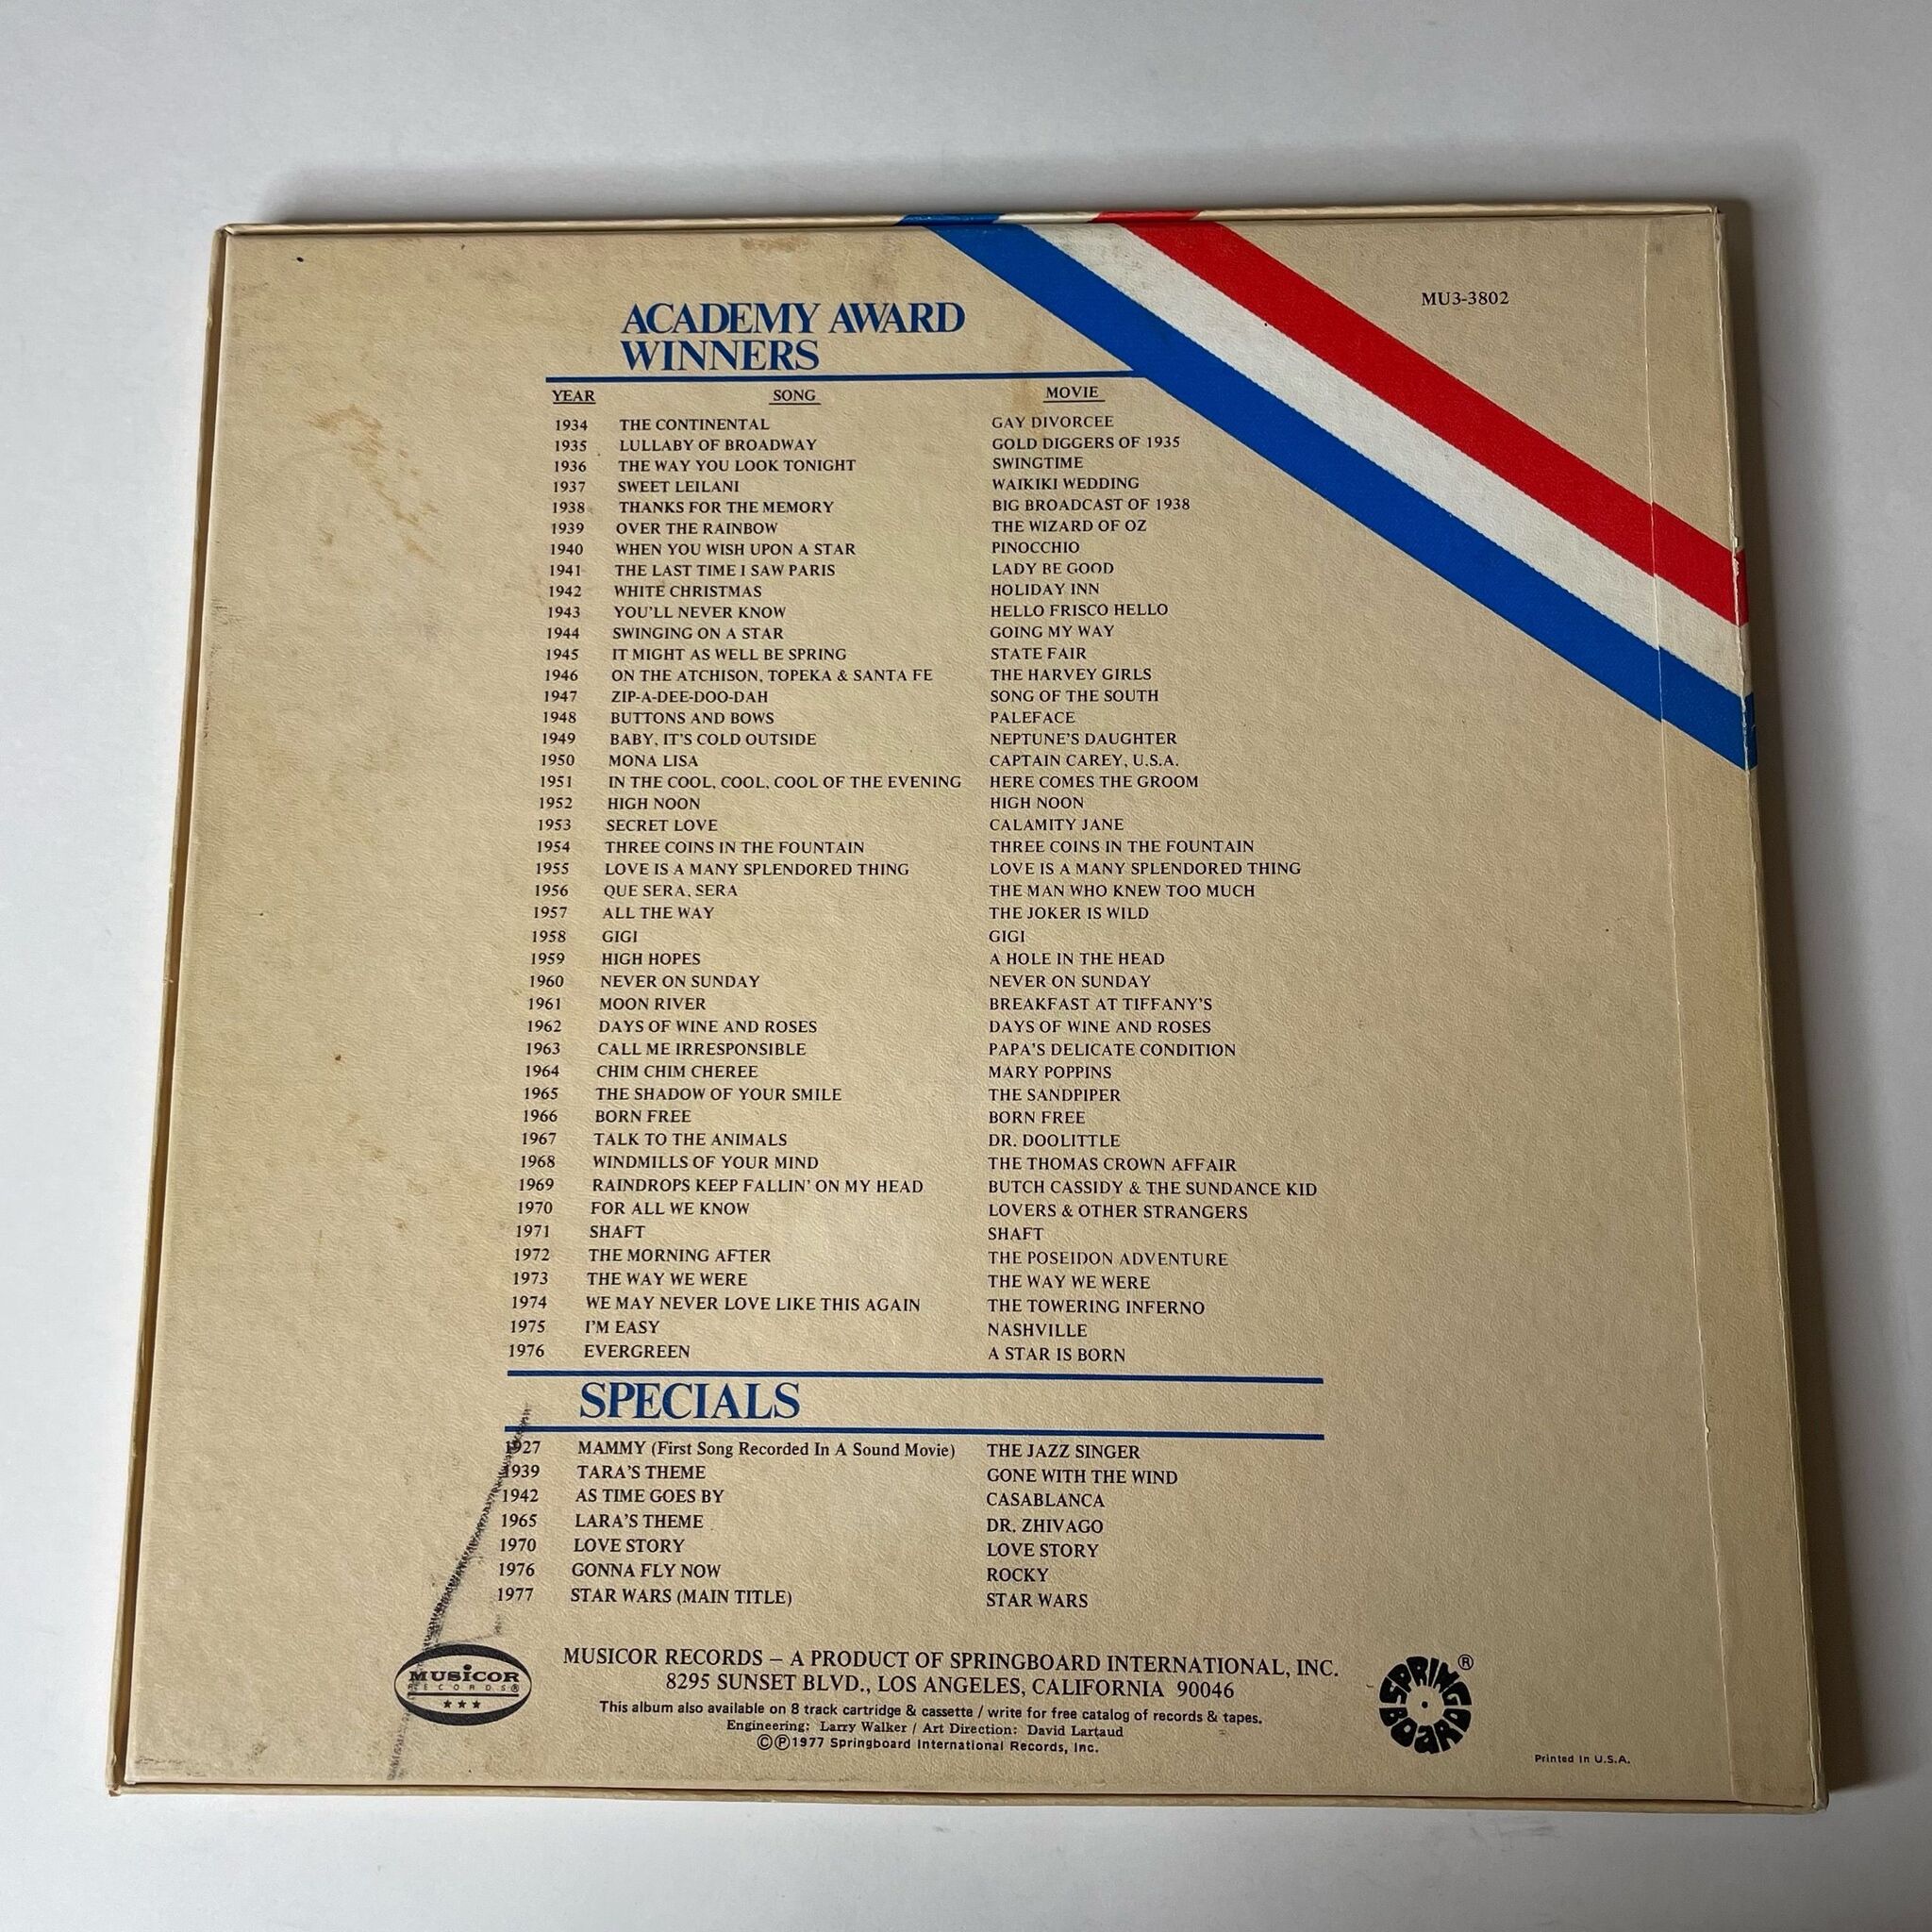 MU3-3802
ACADEMY AWARD
WINNERS
YEAR SONG MOVIE
1934 THE CONTINENTAL GAY DIVORCEE
1935 LULLABY OF BROADWAY GOLD DIGGERS OF 1935
1936 THE WAY YOU LOOK TONIGHT SWINGTIME
1937 SWEET LEILANI WAIKIKI WEDDING
1938 THANKS FOR THE MEMORY BIG BROADCAST OF 1938
1939 OVER THE RAINBOW THE WIZARD OF OZ
1940 WHEN YOU WISH UPON A STAR PINOCCHIO
1941 THE LAST TIME I SAW PARIS LADY BE GOOD
1942 WHITE CHRISTMAS HOLIDAY INN
1943 YOU'LL NEVER KNOW HELLO FRISCO HELLO
1944 SWINGING ON A STAR GOING MY WAY
1945 IT MIGHT AS WELL BE SPRING STATE FAIR
1946 ON THE ATCHISON, TOPEKA & SANTA FE THE HARVEY GIRLS
1947 ZIP-A-DEE-DOO-DAH SONG OF THE SOUTH
1948 BUTTONS AND BOWS PALEFACE
1949 BABY, IT'S COLD OUTSIDE NEPTUNE'S DAUGHTER
1950 MONA LISA CAPTAIN CAREY, U.S.A.
1951 IN THE COOL, COOL, COOL OF THE EVENING HERE COMES THE GROOM
1952 HIGH NOON HIGH NOON
1953 SECRET LOVE CALAMITY JANE
1954 THREE COINS IN THE FOUNTAIN THREE COINS IN THE FOUNTAIN
1955 LOVE IS A MANY SPLENDORED THING LOVE IS A MANY SPLENDORED THING
1956 QUE SERA, SERA THE MAN WHO KNEW TOO MUCH
1957 ALL THE WAY THE JOKER IS WILD
1958 GIGI GIGI
1959 HIGH HOPES A HOLE IN THE HEAD
1960 NEVER ON SUNDAY NEVER ON SUNDAY
1961 MOON RIVER BREAKFAST AT TIFFANY'S
1962 DAYS OF WINE AND ROSES DAYS OF WINE AND ROSES
1963 CALL ME IRRESPONSIBLE PAPA'S DELICATE CONDITION
1964 CHIM CHIM CHEREE MARY POPPINS
1965 THE SHADOW OF YOUR SMILE THE SANDPIPER
1966 BORN FREE BORN FREE
1967 TALK TO THE ANIMALS DR. DOOLITTLE
1968 WINDMILLS OF YOUR MIND THE THOMAS CROWN AFFAIR
1969 RAINDROPS KEEP FALLIN' ON MY HEAD BUTCH CASSIDY & THE SUNDANCE KID
1970 FOR ALL WE KNOW LOVERS & OTHER STRANGERS
1971 SHAFT SHAFT
1972 THE MORNING AFTER THE POSEIDON ADVENTURE
1973 THE WAY WE WERE THE WAY WE WERE
1974 WE MAY NEVER LOVE LIKE THIS AGAIN THE TOWERING INFERNO
1975 I'M EASY NASHVILLE
1976 EVERGREEN A STAR IS BORN
SPECIALS
1927 MAMMY (First Song Recorded In A Sound Movie) THE JAZZ SINGER
1939 TARA'S THEME GONE WITH THE WIND
1942 AS TIME GOES BY CASABLANCA
1965 LARA'S THEME DR. ZHIVAGO
1970 LOVE STORY LOVE STORY
1976 GONNA FLY NOW ROCKY
1977 STAR WARS (MAIN TITLE) STAR WARS
MUSICOR
RECORDS®
MUSICOR RECORDS – A PRODUCT OF SPRINGBOARD INTERNATIONAL, INC.
8295 SUNSET BLVD., LOS ANGELES, CALIFORNIA 90046
This album also available on 8 track cartridge & cassette / write for free catalog of records & tapes.
Engineering: Larry Walker / Art Direction: David Lartaud
©℗1977 Springboard International Records, Inc.
SPRINGBOARD ®
Printed In U.S.A.